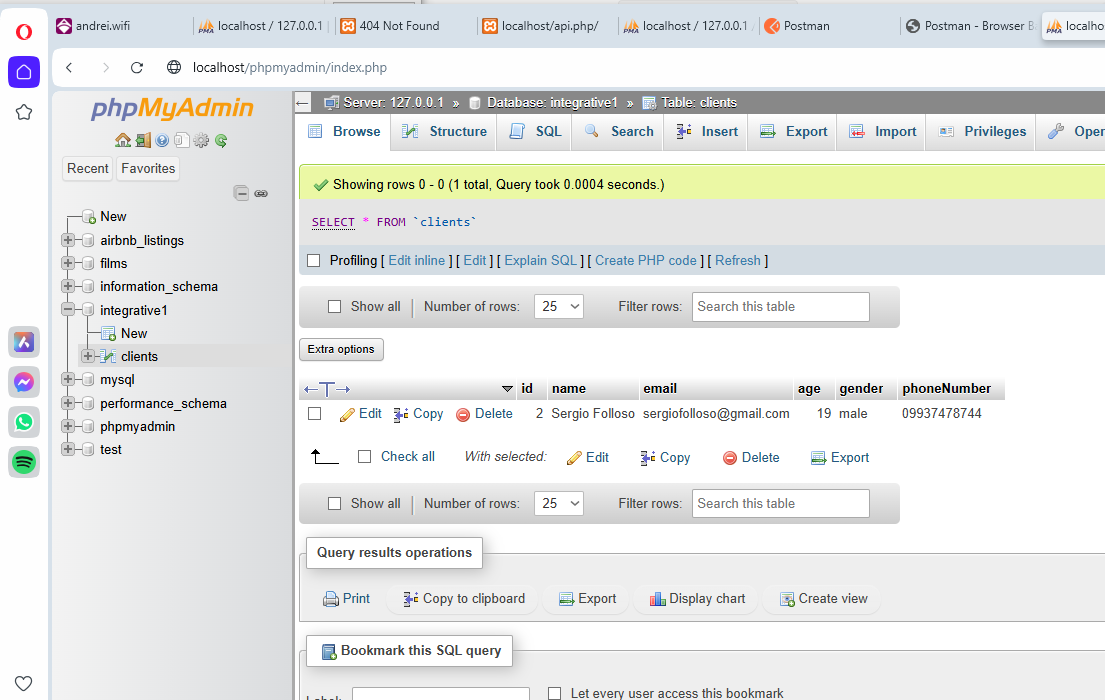 andrei.wifi
localhost / 127.0.0.1
404 Not Found
localhost/api.php/
localhost / 127.0.0.1
Postman
Postman - Browser B
localho
localhost/phpmyadmin/index.php
phpMyAdmin
Recent
Favorites
New
airbnb_listings
films
information_schema
integrative1
New
clients
mysql
performance_schema
phpmyadmin
test
Server: 127.0.0.1 » Database: integrative1 » Table: clients
Browse Structure SQL Search Insert Export Import Privileges Oper
Showing rows 0 - 0 (1 total, Query took 0.0004 seconds.)
SELECT * FROM `clients`
Profiling [ Edit inline ] [ Edit ] [ Explain SQL ] [ Create PHP code ] [ Refresh ]
Show all Number of rows: 25 Filter rows: Search this table
Extra options
id name email age gender phoneNumber
Edit Copy Delete 2 Sergio Folloso sergiofolloso@gmail.com 19 male 09937478744
Check all With selected: Edit Copy Delete Export
Show all Number of rows: 25 Filter rows: Search this table
Query results operations
Print Copy to clipboard Export Display chart Create view
Bookmark this SQL query
Let every user access this bookmark